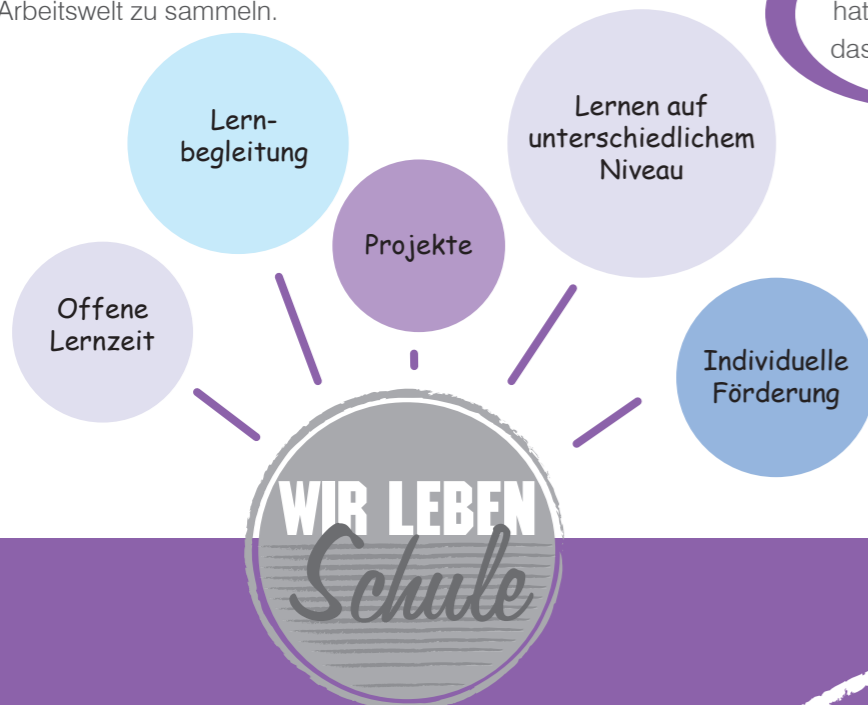 Arbeitswelt zu sammeln.
hat
das
Lern-
begleitung
Lernen auf
unterschiedlichem
Niveau
Projekte
Offene
Lernzeit
Individuelle
Förderung
WIR LEBEN
Schule